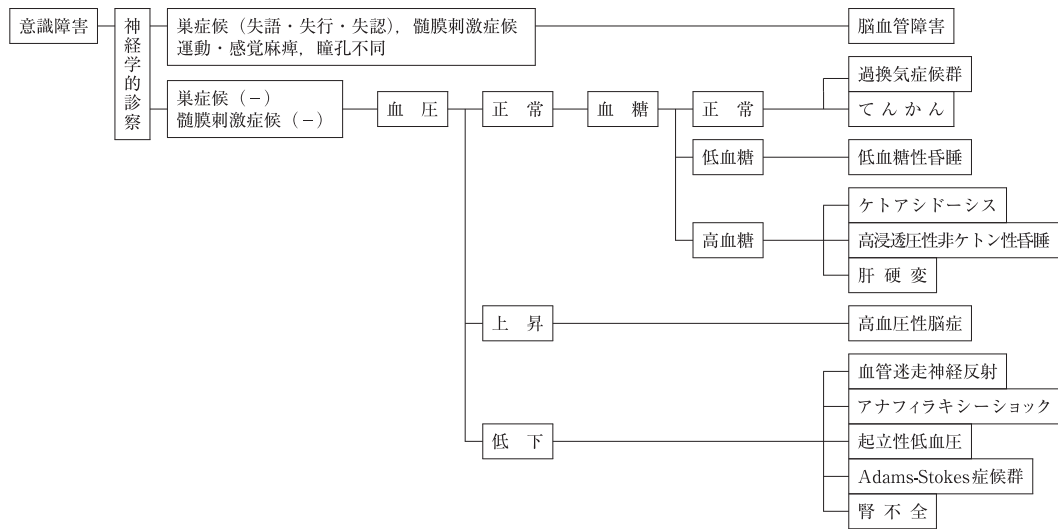 意識障害
神経学的診察
巣症候（失語・失行・失認），髄膜刺激症候
運動・感覚麻痺，瞳孔不同
脳血管障害
巣症候（－）
髄膜刺激症候（－）
血圧
正常
血糖
正常
過換気症候群
てんかん
低血糖
低血糖性昏睡
高血糖
ケトアシドーシス
高浸透圧性非ケトン性昏睡
肝硬変
上昇
高血圧性脳症
低下
血管迷走神経反射
アナフィラキシーショック
起立性低血圧
Adams-Stokes症候群
腎不全